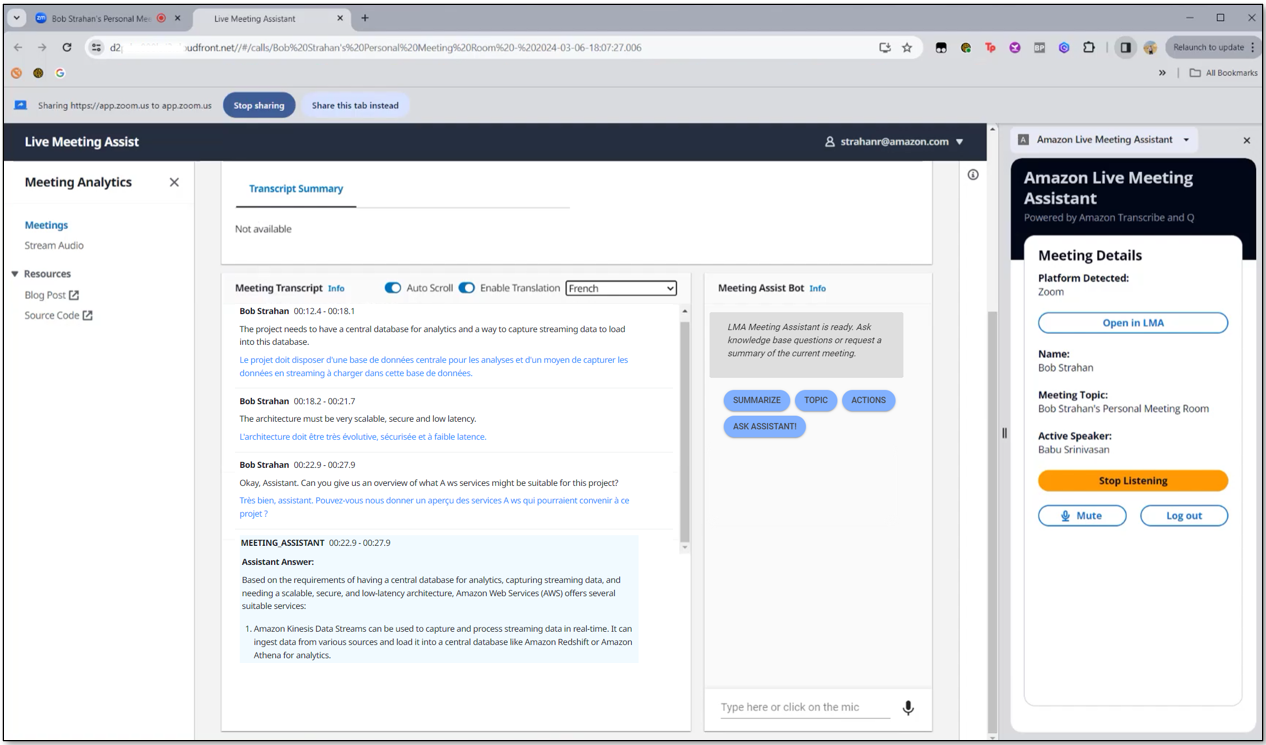 Bob Strahan's Personal Mee
Live Meeting Assistant
udfront.net//#/calls/Bob%20Strahan's%20Personal%20Meeting%20Room%20-%202024-03-06-18:07:27.006
Relaunch to update
All Bookmarks
Sharing https://app.zoom.us to app.zoom.us
Stop sharing
Share this tab instead
Live Meeting Assist
strahanr@amazon.com
Meeting Analytics
Meetings
Stream Audio
Resources
Blog Post
Source Code
Transcript Summary
Not available
Meeting Transcript Info
Auto Scroll
Enable Translation
French
Bob Strahan 00:12.4 - 00:18.1
The project needs to have a central database for analytics and a way to capture streaming data to load
into this database.
Le projet doit disposer d'une base de données centrale pour les analyses et d'un moyen de capturer les
données en streaming à charger dans cette base de données.
Bob Strahan 00:18.2 - 00:21.7
The architecture must be very scalable, secure and low latency.
L'architecture doit être très évolutive, sécurisée et à faible latence.
Bob Strahan 00:22.9 - 00:27.9
Okay, Assistant. Can you give us an overview of what A ws services might be suitable for this project?
Très bien, assistant. Pouvez-vous nous donner un aperçu des services A ws qui pourraient convenir à ce
projet ?
MEETING_ASSISTANT 00:22.9 - 00:27.9
Assistant Answer:
Based on the requirements of having a central database for analytics, capturing streaming data, and
needing a scalable, secure, and low-latency architecture, Amazon Web Services (AWS) offers several
suitable services:
1. Amazon Kinesis Data Streams can be used to capture and process streaming data in real-time. It can
ingest data from various sources and load it into a central database like Amazon Redshift or Amazon
Athena for analytics.
Meeting Assist Bot Info
LMA Meeting Assistant is ready. Ask
knowledge base questions or request a
summary of the current meeting.
SUMMARIZE
TOPIC
ACTIONS
ASK ASSISTANT!
Type here or click on the mic
Amazon Live Meeting Assistant
Amazon Live Meeting
Assistant
Powered by Amazon Transcribe and Q
Meeting Details
Platform Detected:
Zoom
Open in LMA
Name:
Bob Strahan
Meeting Topic:
Bob Strahan's Personal Meeting Room
Active Speaker:
Babu Srinivasan
Stop Listening
Mute
Log out